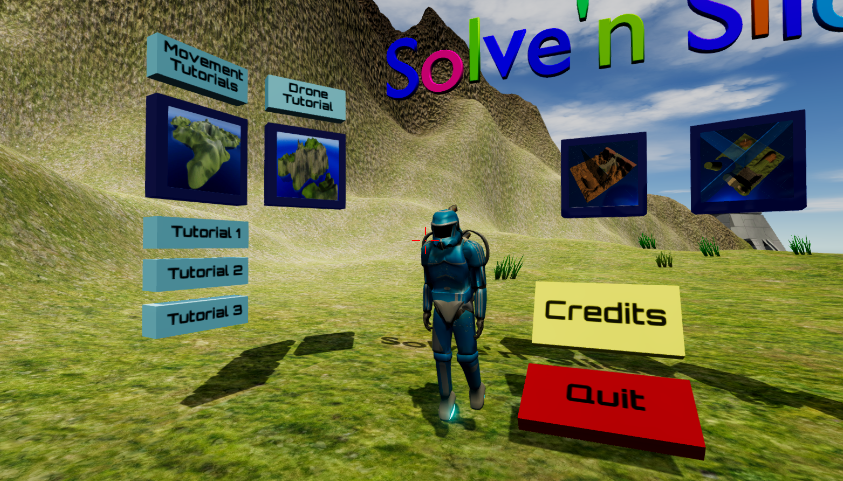 Solve'n
Movement
Tutorials
Drone
Tutorial
Tutorial 1
Tutorial 2
Tutorial 3
Credits
Quit